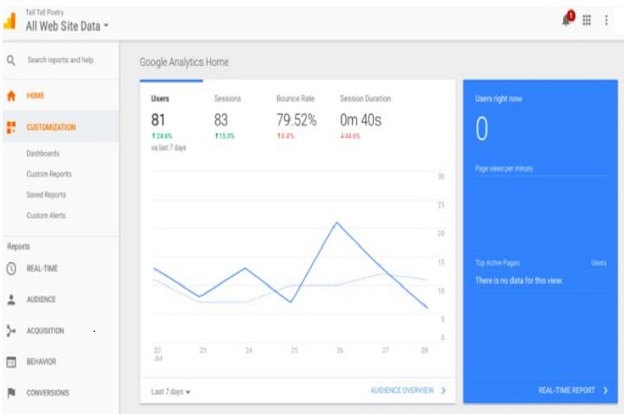 Tell Tell Poetry
All Web Site Data
1
Search reports and help
HOME
CUSTOMIZATION
Dashboards
Custom Reports
Saved Reports
Custom Alerts
Reports
REAL-TIME
AUDIENCE
ACQUISITION
BEHAVIOR
CONVERSIONS
Google Analytics Home
Users Sessions Bounce Rate Session Duration
81 83 79.52% 0m 40s
24.6% 15.3%
vs last 7 days
30
25
20
15
10
5
0
22 23 24 25 26 27 28
Jul
Last 7 days
AUDIENCE OVERVIEW
Users right now
0
Page views per minute
Top Active Pages Users
There is no data for this view.
REAL-TIME REPORT